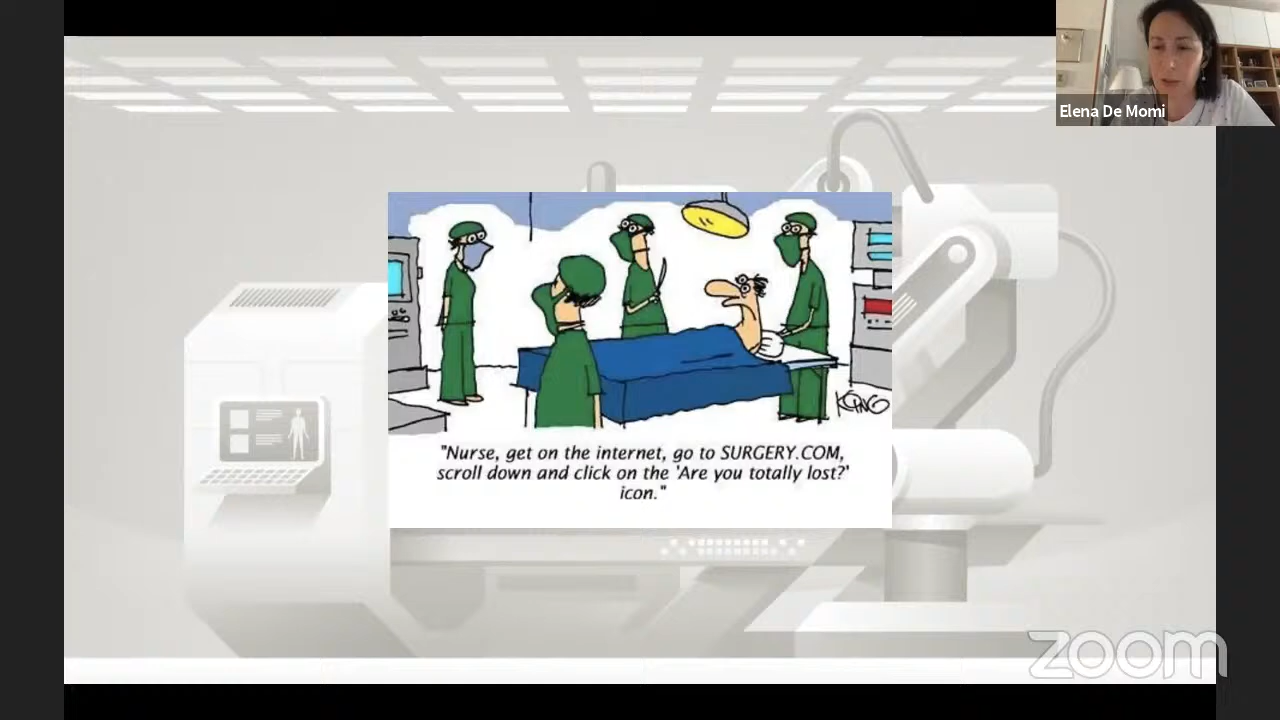 Elena De Momi
KING
"Nurse, get on the internet, go to SURGERY.COM,
scroll down and click on the 'Are you totally lost?'
icon."
zoom